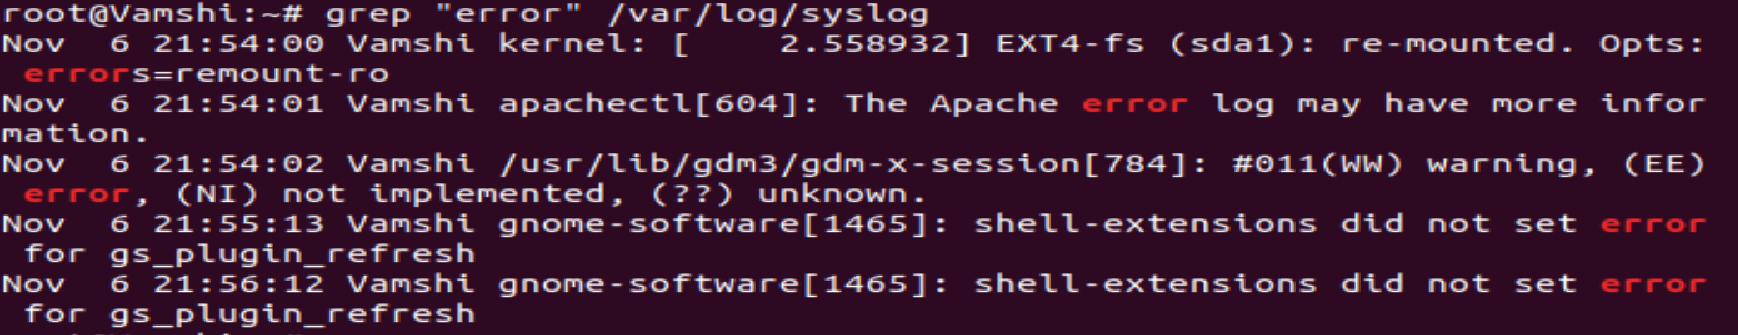 root@Vamshi:~# grep "error" /var/log/syslog
Nov  6 21:54:00 Vamshi kernel: [    2.558932] EXT4-fs (sda1): re-mounted. Opts:
 errors=remount-ro
Nov  6 21:54:01 Vamshi apachectl[604]: The Apache error log may have more infor
mation.
Nov  6 21:54:02 Vamshi /usr/lib/gdm3/gdm-x-session[784]: #011(WW) warning, (EE)
 error, (NI) not implemented, (??) unknown.
Nov  6 21:55:13 Vamshi gnome-software[1465]: shell-extensions did not set error
 for gs_plugin_refresh
Nov  6 21:56:12 Vamshi gnome-software[1465]: shell-extensions did not set error
 for gs_plugin_refresh